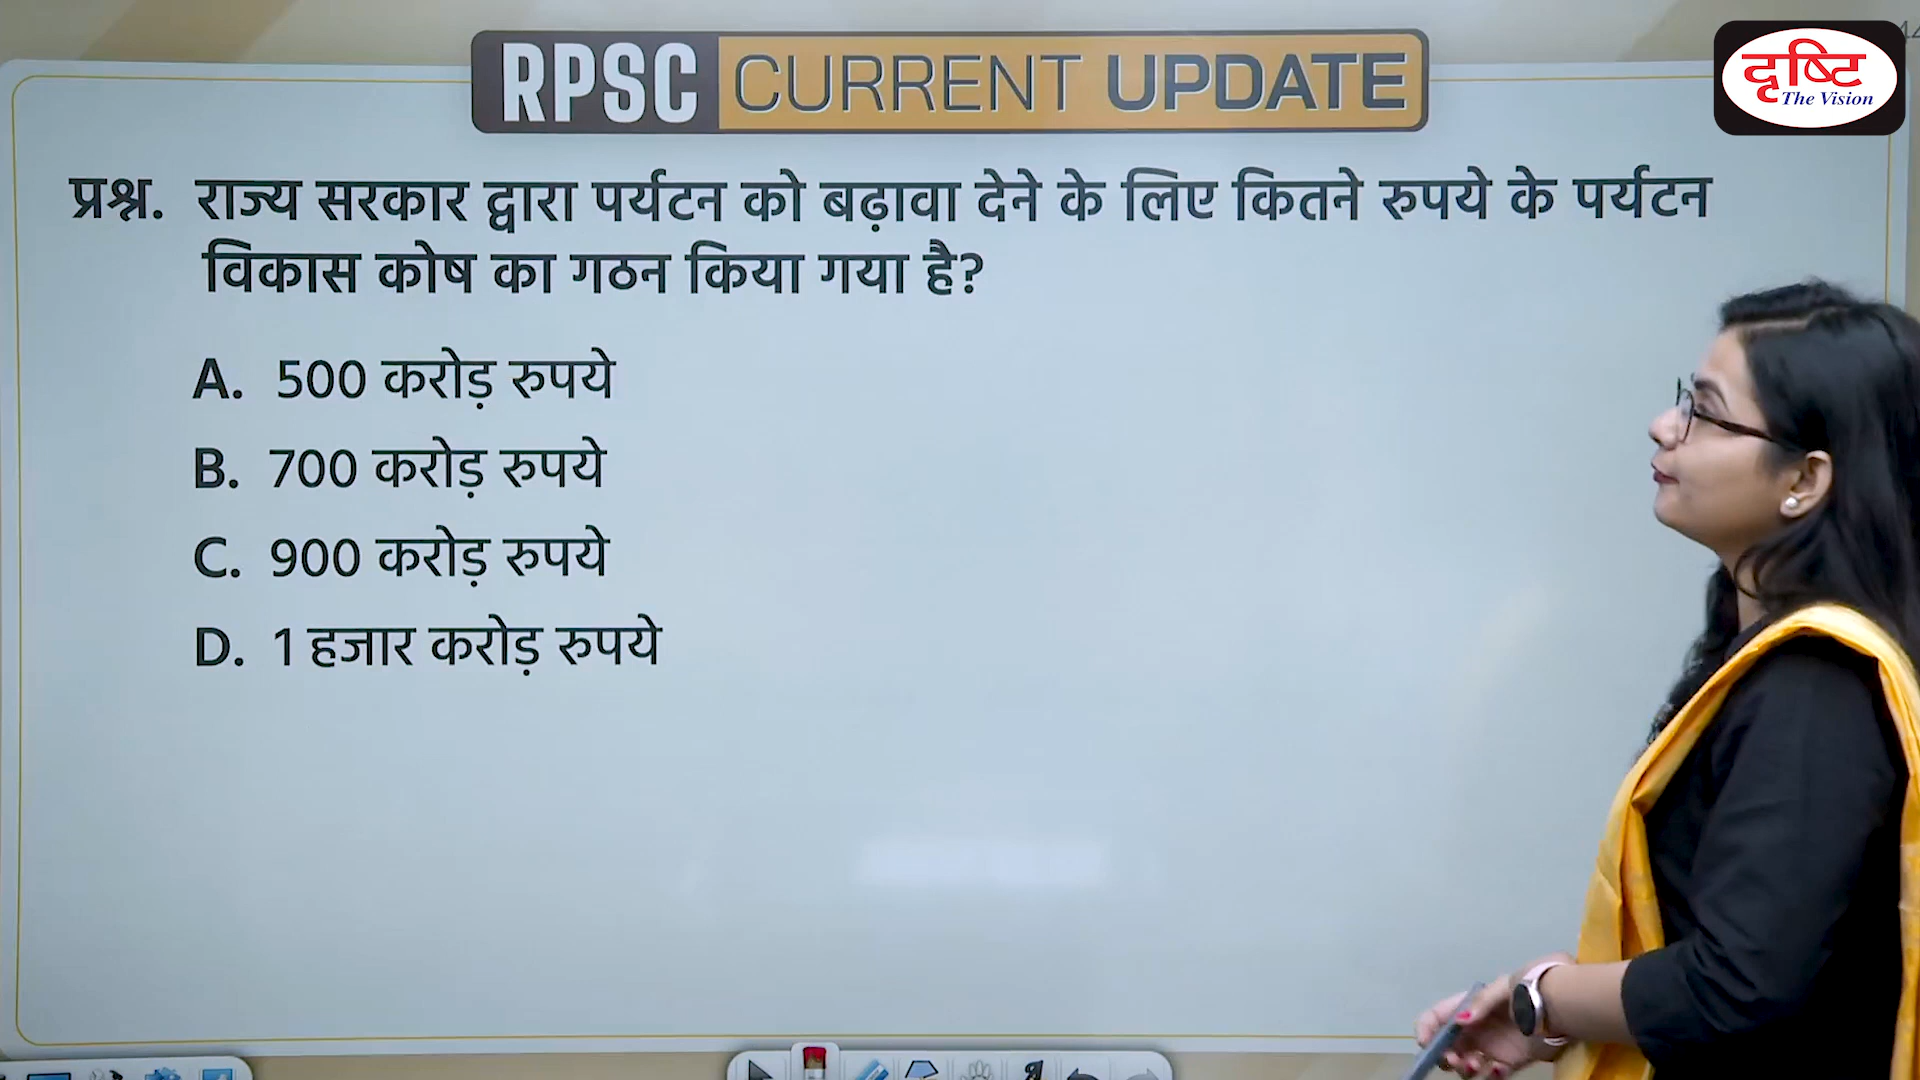 RPSC CURRENT UPDATE
दृष्टि
The Vision
प्रश्न. राज्य सरकार द्वारा पर्यटन को बढ़ावा देने के लिए कितने रुपये के पर्यटन
विकास कोष का गठन किया गया है?
A. 500 करोड़ रुपये
B. 700 करोड़ रुपये
C. 900 करोड़ रुपये
D. 1 हजार करोड़ रुपये